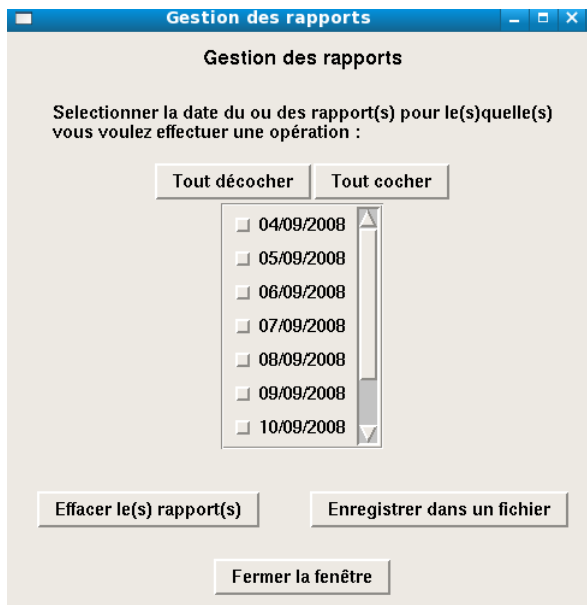 Gestion des rapports
Gestion des rapports
Selectionner la date du ou des rapport(s) pour le(s)quelle(s)
vous voulez effectuer une opération :
Tout décocher Tout cocher
04/09/2008
05/09/2008
06/09/2008
07/09/2008
08/09/2008
09/09/2008
10/09/2008
Effacer le(s) rapport(s) Enregistrer dans un fichier
Fermer la fenêtre